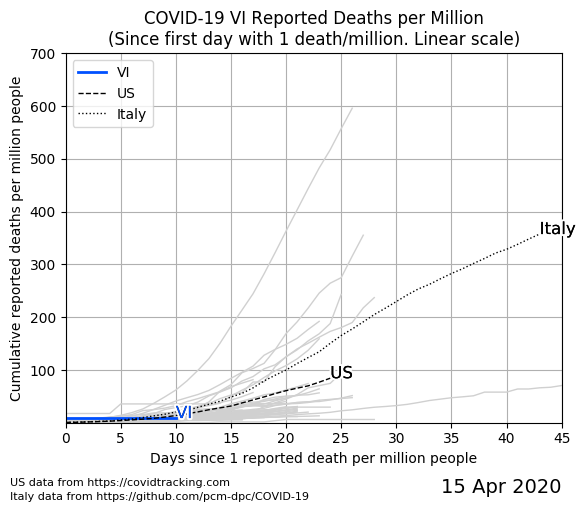 COVID-19 VI Reported Deaths per Million
(Since first day with 1 death/million. Linear scale)
Cumulative reported deaths per million people
700
600
500
400
300
200
100
VI
US
Italy
Italy
US
VI
0 5 10 15 20 25 30 35 40 45
Days since 1 reported death per million people
US data from https://covidtracking.com
Italy data from https://github.com/pcm-dpc/COVID-19
15 Apr 2020